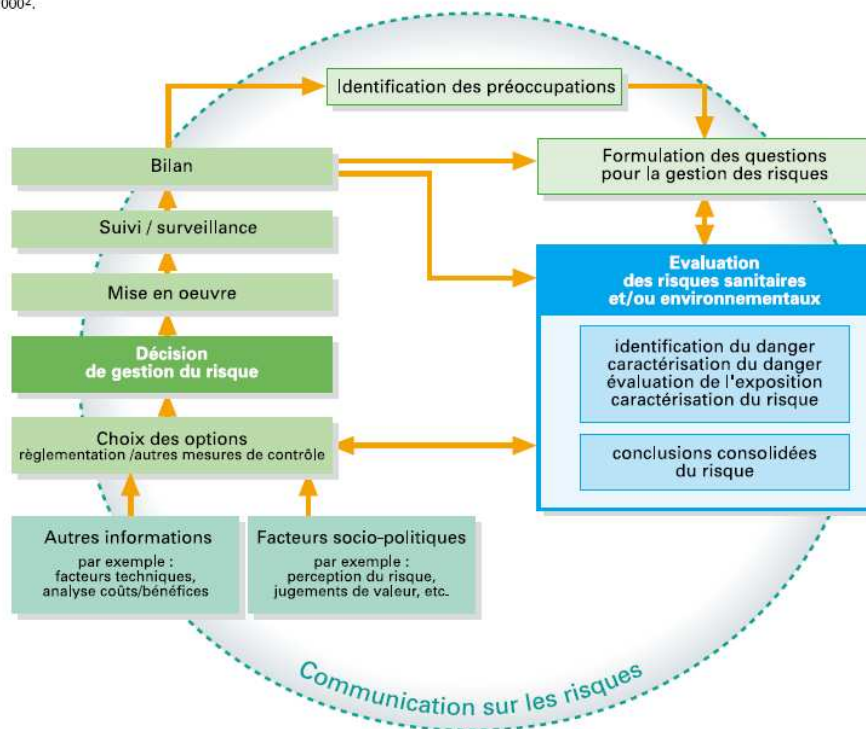 000².
Identification des préoccupations
Bilan
Formulation des questions
pour la gestion des risques
Suivi / surveillance
Mise en oeuvre
Evaluation
des risques sanitaires
et/ou environnementaux
Décision
de gestion du risque
identification du danger
caractérisation du danger
évaluation de l'exposition
caractérisation du risque
Choix des options
règlementation /autres mesures de contrôle
conclusions consolidées
du risque
Autres informations
par exemple :
facteurs techniques,
analyse coûts/bénéfices
Facteurs socio-politiques
par exemple :
perception du risque,
jugements de valeur, etc.
Communication sur les risques